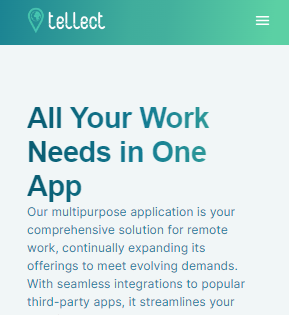 tellect
All Your Work
Needs in One
App
Our multipurpose application is your
comprehensive solution for remote
work, continually expanding its
offerings to meet evolving demands.
With seamless integrations to popular
third-party apps, it streamlines your